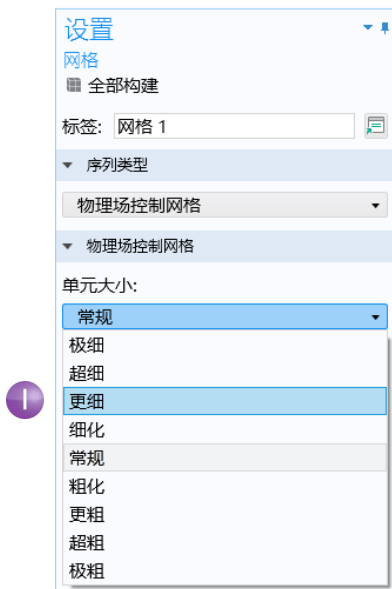 设置
网格
全部构建
标签: 网格 1
序列类型
物理场控制网格
物理场控制网格
单元大小:
常规
极细
超细
更细
细化
常规
粗化
更粗
超粗
极粗